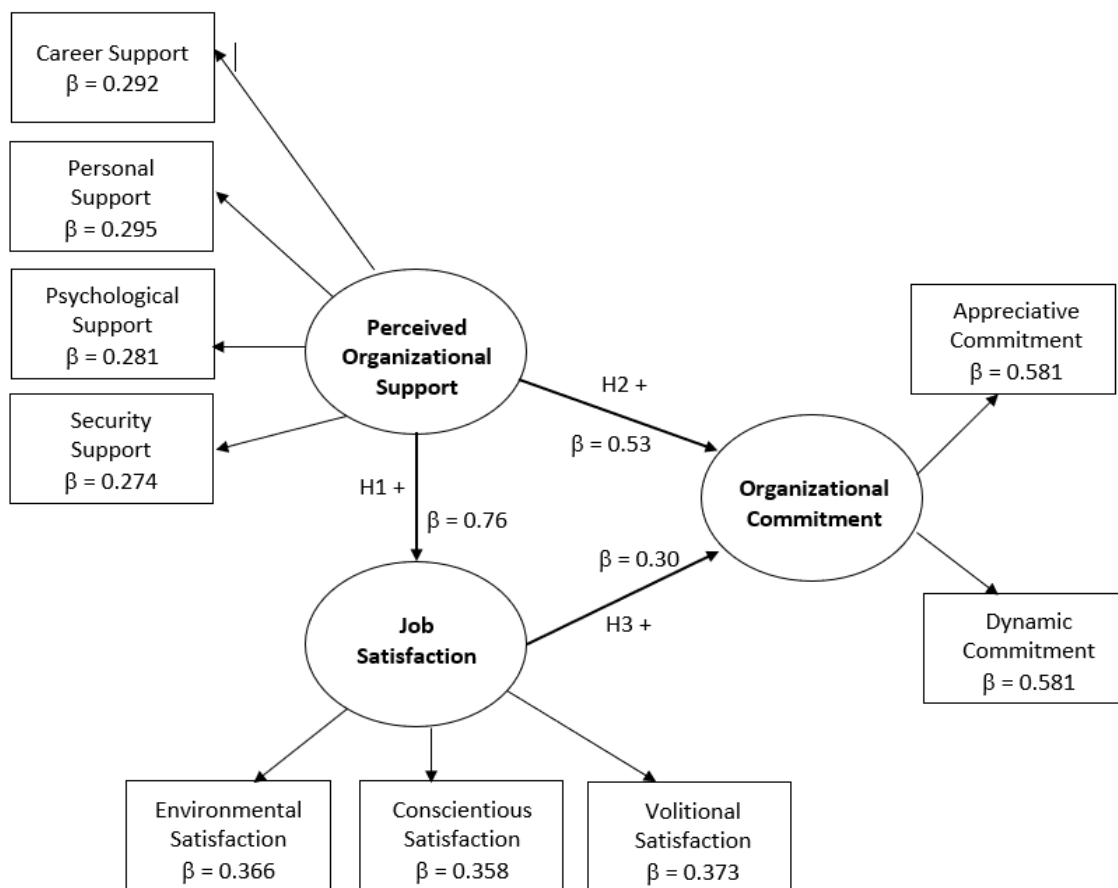 Career Support
β = 0.292
Personal
Support
β = 0.295
Psychological
Support
β = 0.281
Security
Support
β = 0.274
Perceived
Organizational
Support
H2 +
β = 0.53
H1 +
β = 0.76
Appreciative
Commitment
β = 0.581
Organizational
Commitment
β = 0.30
H3 +
Job
Satisfaction
Dynamic
Commitment
β = 0.581
Environmental
Satisfaction
β = 0.366
Conscientious
Satisfaction
β = 0.358
Volitional
Satisfaction
β = 0.373